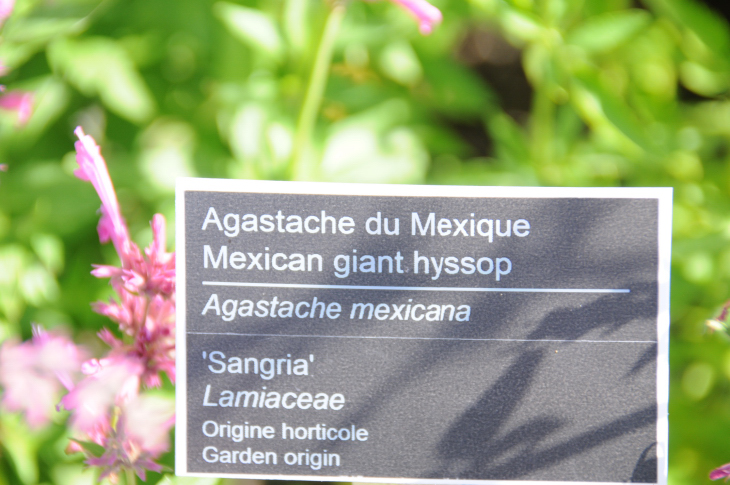 Agastache du Mexique
Mexican giant hyssop
Agastache mexicana
'Sangria'
Lamiaceae
Origine horticole
Garden origin